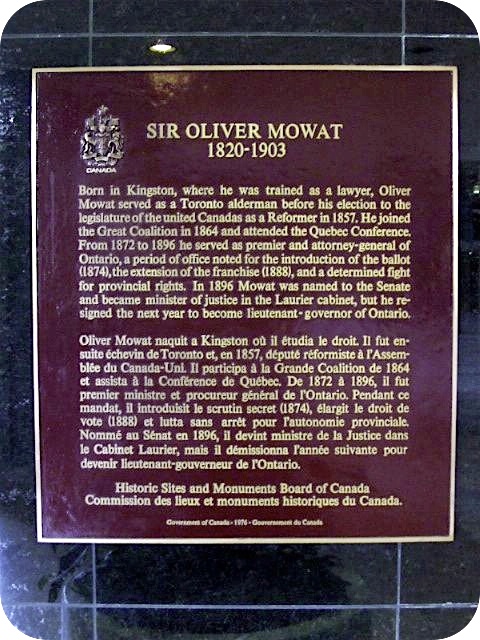 CANADA
SIR OLIVER MOWAT
1820-1903
Born in Kingston, where he was trained as a lawyer, Oliver
Mowat served as a Toronto alderman before his election to the
legislature of the united Canadas as a Reformer in 1857. He joined
the Great Coalition in 1864 and attended the Quebec Conference.
From 1872 to 1896 he served as premier and attorney-general of
Ontario, a period of office noted for the introduction of the ballot
(1874), the extension of the franchise (1888), and a determined fight
for provincial rights. In 1896 Mowat was named to the Senate
and became minister of justice in the Laurier cabinet, but he re-
signed the next year to become lieutenant-governor of Ontario.
Oliver Mowat naquit a Kingston où il étudia le droit. Il fut en-
suite échevin de Toronto et, en 1857, député réformiste à l'Assem-
blée du Canada-Uni. Il participa à la Grande Coalition de 1864
et assista à la Conférence de Québec. De 1872 à 1896, il fut
premier ministre et procureur général de l'Ontario. Pendant ce
mandat, il introduisit le scrutin secret (1874), élargit le droit de
vote (1888) et lutta sans arrêt pour l'autonomie provinciale.
Nommé au Sénat en 1896, il devint ministre de la Justice dans
le Cabinet Laurier, mais il démissionna l'année suivante pour
devenir lieutenant-gouverneur de l'Ontario.
Historic Sites and Monuments Board of Canada
Commission des lieux et monuments historiques du Canada.
Government of Canada - 1976 - Gouvernement du Canada